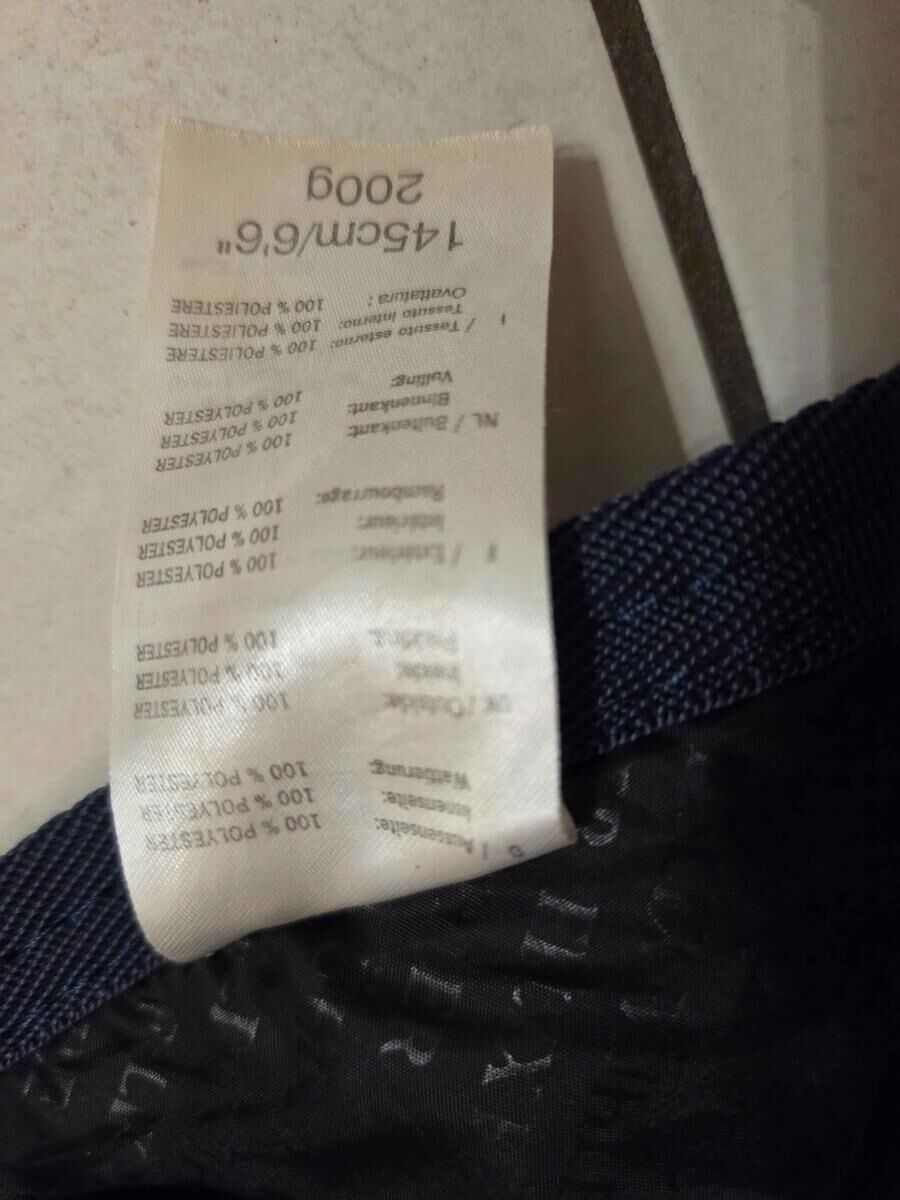 D / Aussenseite: 100 % POLYESTER
Innenseite: 100 % POLYESTER
Wattierung: 100 % POLYESTER
UK / Outside: 100 % POLYESTER
Inside: 100 % POLYESTER
Padding: 100 % POLYESTER
F / Extérieur: 100 % POLYESTER
Intérieur: 100 % POLYESTER
Rembourrage: 100 % POLYESTER
NL / Buitenkant: 100 % POLYESTER
Binnenkant: 100 % POLYESTER
Vulling: 100 % POLYESTER
I / Tessuto esterno: 100 % POLIESTERE
Tessuto interno: 100 % POLIESTERE
Ovattatura : 100 % POLIESTERE
145cm/6'6"
200g